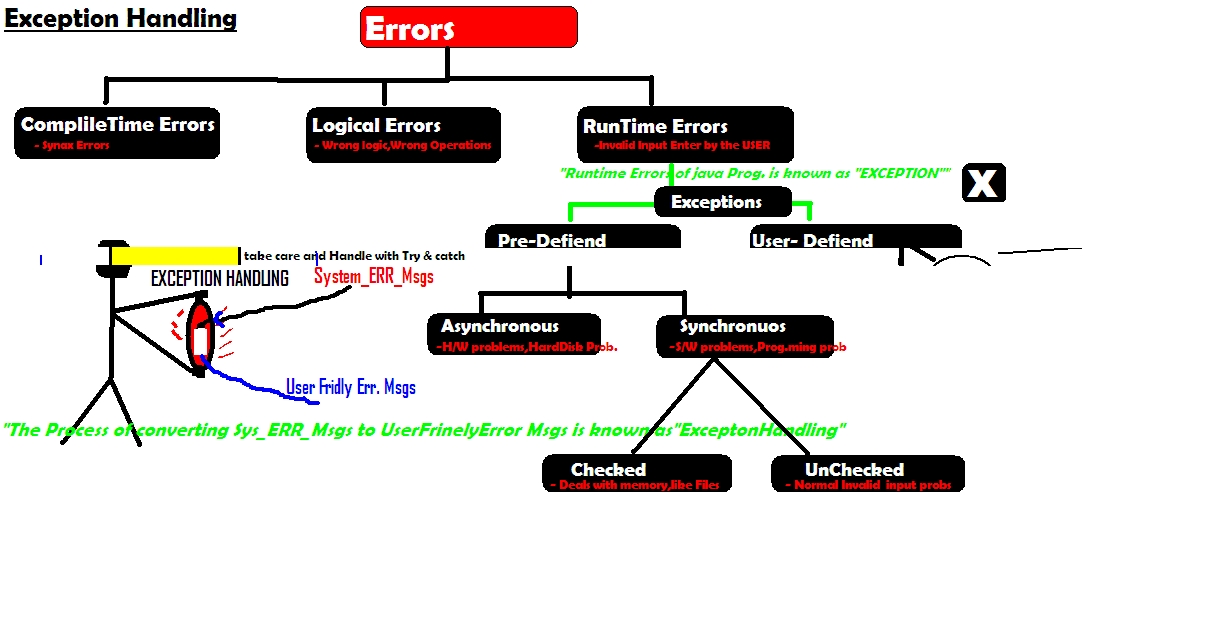 Exception Handling
Errors
ComplileTime Errors
- Synax Errors
Logical Errors
- Wrong logic,Wrong Operations
RunTime Errors
-Invalid Input Enter by the USER
"Runtime Errors of java Prog. is known as "EXCEPTION""
X
Exceptions
Pre-Defiend
User- Defiend
take care and Handle with Try & catch
EXCEPTION HANDLING
System_ERR_Msgs
Asynchronous
-H/W problems,HardDisk Prob.
Synchronuos
-S/W problems,Prog.ming prob
User Fridly Err. Msgs
"The Process of converting Sys_ERR_Msgs to UserFrinelyError Msgs is known as"ExceptonHandling"
Checked
- Deals with memory,like Files
UnChecked
- Normal Invalid input probs